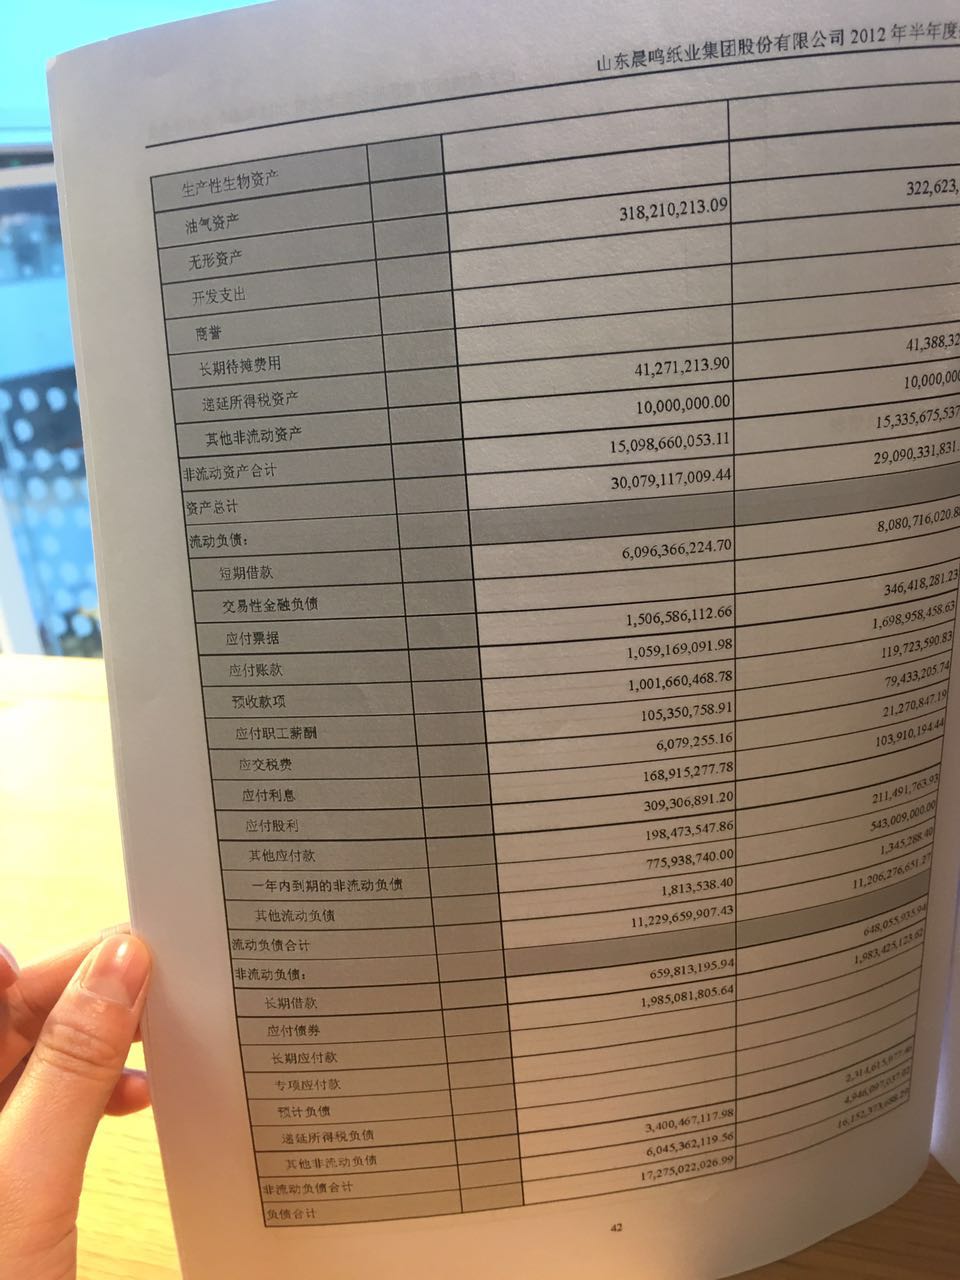 山东晨鸣纸业集团股份有限公司 2012 年半年度
生产性生物资产
油气资产
无形资产 318,210,213.09 322,623,
开发支出
商誉
长期待摊费用
递延所得税资产 41,271,213.90 41,388,32
其他非流动资产 10,000,000.00 10,000,000
非流动资产合计 15,098,660,053.11 15,335,675,537
资产总计 30,079,117,009.44 29,090,331,831.
流动负债：
短期借款 6,096,366,224.70 8,080,716,020.8
交易性金融负债
应付票据 1,506,586,112.66 346,418,281.23
应付账款 1,059,169,091.98 1,698,958,458.63
预收款项 1,001,660,468.78 119,723,590.83
应付职工薪酬 105,350,758.91 79,433,205.74
应交税费 6,079,255.16 21,270,847.19
应付利息 168,915,277.78 103,910,194.44
应付股利 309,306,891.20
其他应付款 198,473,547.86 211,491,763.93
一年内到期的非流动负债 775,938,740.00 543,009,000.00
其他流动负债 1,813,538.40 1,345,288.40
流动负债合计 11,229,659,907.43 11,206,276,651.27
非流动负债：
长期借款 659,813,195.94 648,055,935.94
应付债券 1,985,081,805.64 1,983,425,123.62
长期应付款
专项应付款
预计负债
递延所得税负债
其他非流动负债 3,400,467,117.98 2,314,615,977.46
非流动负债合计 6,045,362,119.56 4,946,097,037.02
负债合计 17,275,022,026.99 16,152,373,688.29
42